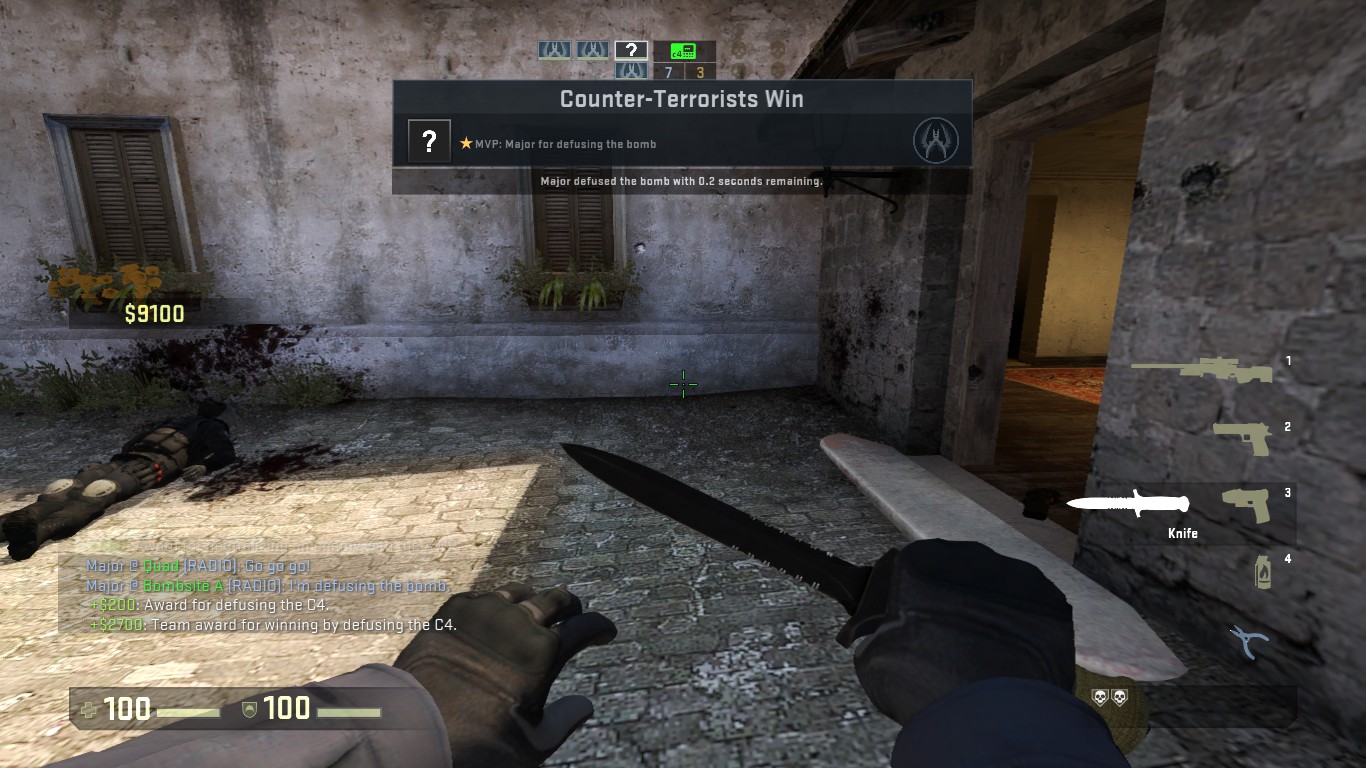 ?
c4
7 3
Counter-Terrorists Win
?
MVP: Major for defusing the bomb
Major defused the bomb with 0.2 seconds remaining.
$9100
1
2
3
Knife
4
Major @ Quad [RADIO]: Go go go!
Major @ Bombsite A [RADIO]: I'm defusing the bomb.
+$200: Award for defusing the C4.
+$2700: Team award for winning by defusing the C4.
100 100